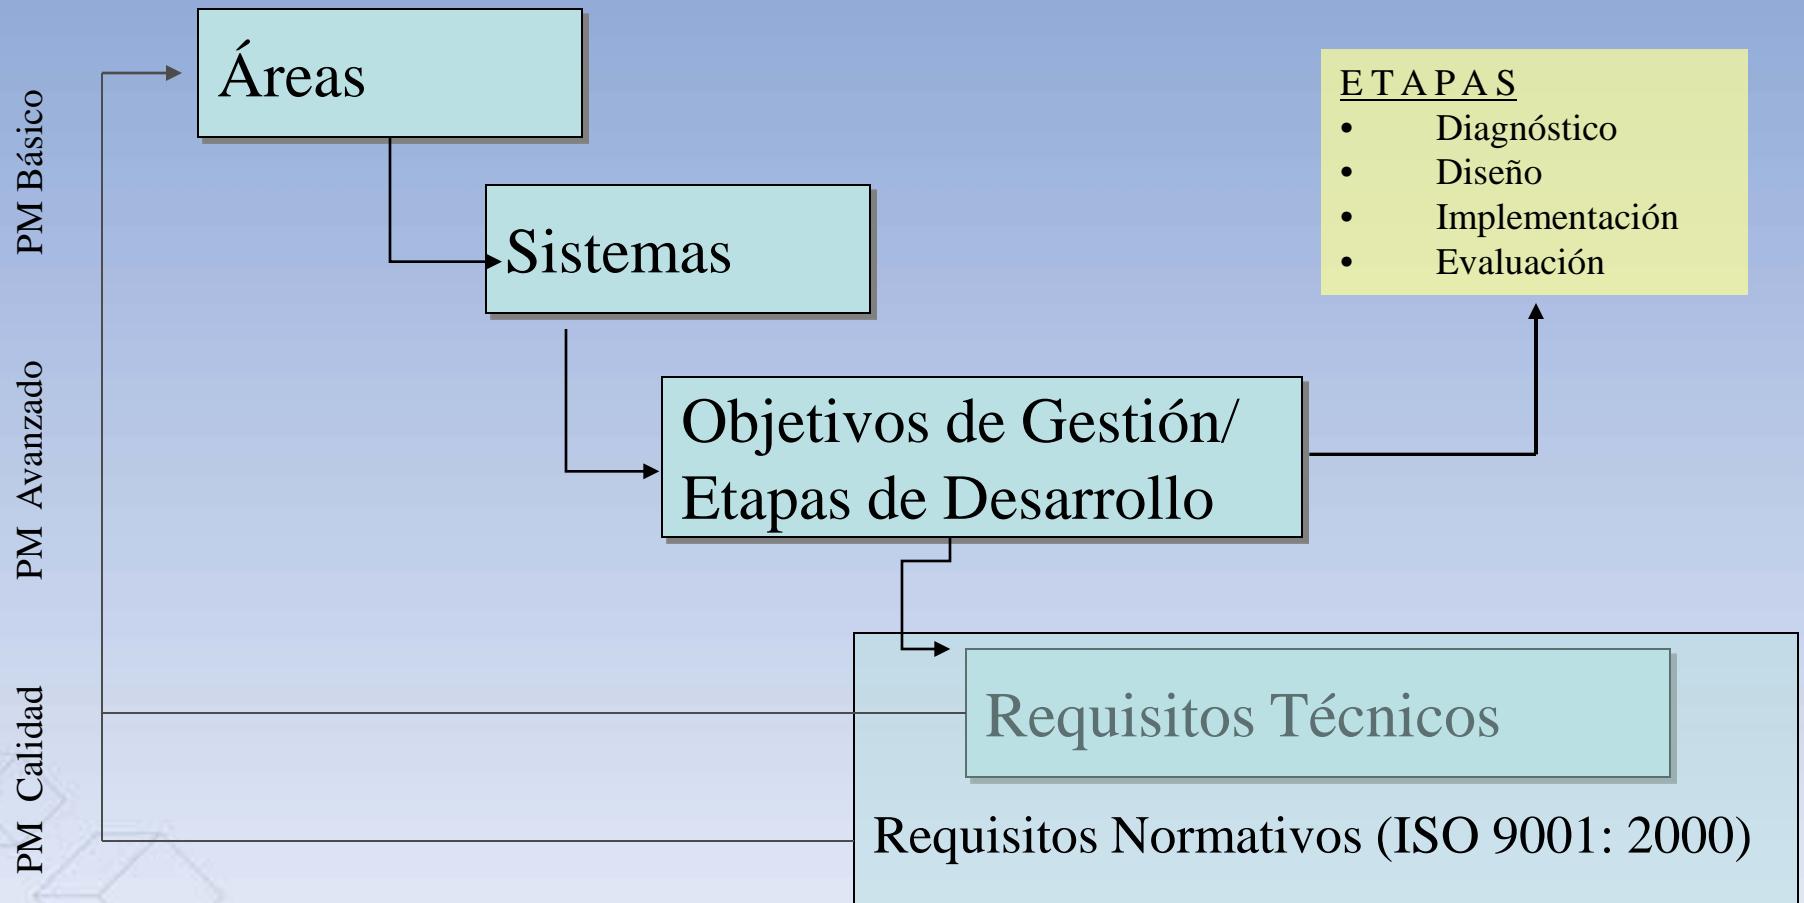 Áreas
Sistemas
Objetivos de Gestión/
Etapas de Desarrollo
Requisitos Técnicos
Requisitos Normativos (ISO 9001: 2000)
E T A P A S
• Diagnóstico
• Diseño
• Implementación
• Evaluación
PM Básico
PM Avanzado
PM Calidad